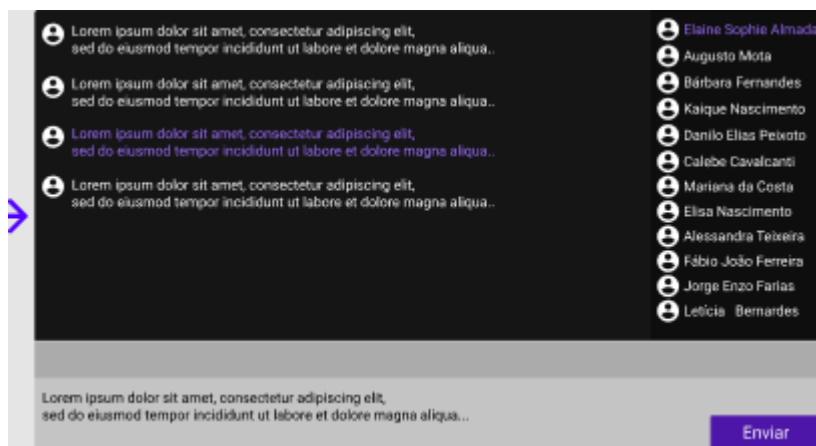 Lorem ipsum dolor sit amet, consectetur adipiscing elit,
sed do eiusmod tempor incididunt ut labore et dolore magna aliqua..
Lorem ipsum dolor sit amet, consectetur adipiscing elit,
sed do eiusmod tempor incididunt ut labore et dolore magna aliqua..
Lorem ipsum dolor sit amet, consectetur adipiscing elit,
sed do eiusmod tempor incididunt ut labore et dolore magna aliqua..
Lorem ipsum dolor sit amet, consectetur adipiscing elit,
sed do eiusmod tempor incididunt ut labore et dolore magna aliqua..
Elaine Sophie Almada
Augusto Mota
Bárbara Fernandes
Kaique Nascimento
Danilo Elias Peixoto
Calebe Cavalcanti
Mariana da Costa
Elisa Nascimento
Alessandra Teixeira
Fábio João Ferreira
Jorge Enzo Farias
Letícia Bernardes
Lorem ipsum dolor sit amet, consectetur adipiscing elit,
sed do eiusmod tempor incididunt ut labore et dolore magna aliqua...
Enviar